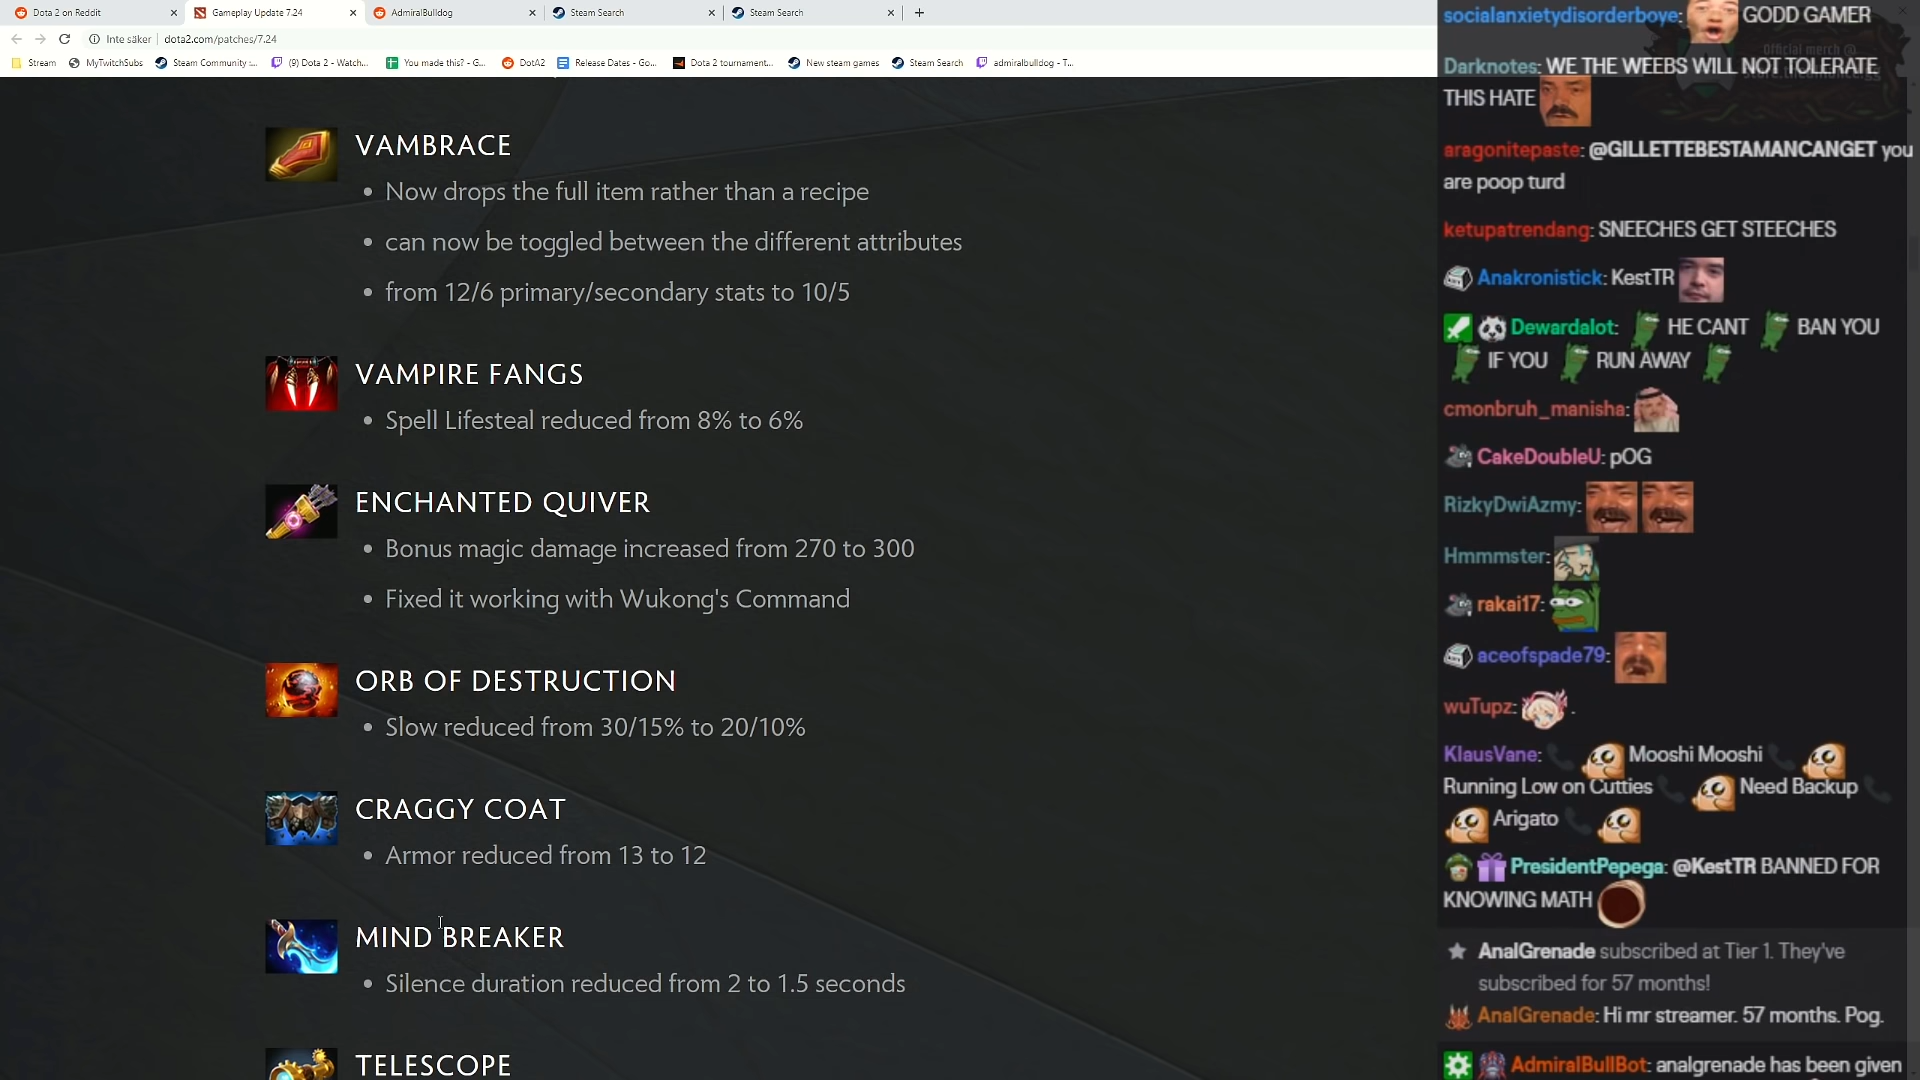 Dota 2 on Reddit
Gameplay Update 7.24
AdmiralBulldog
Steam Search
Steam Search
Inte säker
dota2.com/patches/7.24
Stream
MyTwitchSubs
Steam Community :...
(9) Dota 2 - Watch...
You made this? - G...
DotA2
Release Dates - Go...
Dota 2 tournament...
New steam games
Steam Search
admiralbulldog - T...
VAMBRACE
• Now drops the full item rather than a recipe
• can now be toggled between the different attributes
• from 12/6 primary/secondary stats to 10/5
VAMPIRE FANGS
• Spell Lifesteal reduced from 8% to 6%
ENCHANTED QUIVER
• Bonus magic damage increased from 270 to 300
• Fixed it working with Wukong's Command
ORB OF DESTRUCTION
• Slow reduced from 30/15% to 20/10%
CRAGGY COAT
• Armor reduced from 13 to 12
MIND BREAKER
• Silence duration reduced from 2 to 1.5 seconds
TELESCOPE
socialanxietydisorderboye: GODD GAMER
Official merch @
Darknotes: WE THE WEEBS WILL NOT TOLERATE
THIS HATE
aragonitepaste: @GILLETTEBESTAMANCANGET you
are poop turd
ketupatrendang: SNEECHES GET STEECHES
Anakronistick: KestTR
Dewardalot: HE CANT BAN YOU
IF YOU RUN AWAY
cmonbruh_manisha:
CakeDoubleU: pOG
RizkyDwiAzmy:
Hmmmster:
rakai17:
aceofspade79:
wuTupz: .
KlausVane: Mooshi Mooshi
Running Low on Cutties Need Backup
Arigato
PresidentPepega: @KestTR BANNED FOR
KNOWING MATH
AnalGrenade subscribed at Tier 1. They've
subscribed for 57 months!
AnalGrenade: Hi mr streamer. 57 months. Pog.
AdmiralBullBot: analgrenade has been given